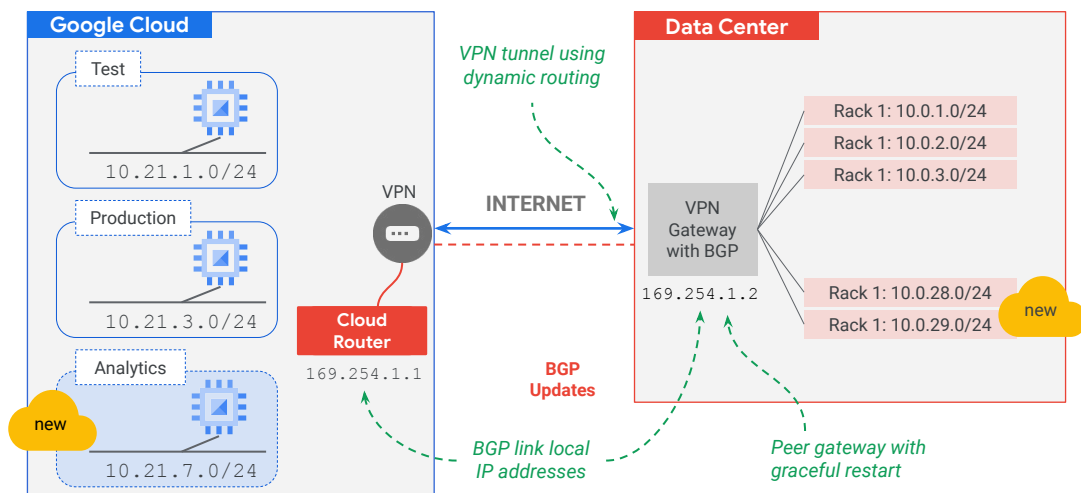 Google Cloud
Test
10.21.1.0/24
Production
10.21.3.0/24
Analytics
new
10.21.7.0/24
VPN
Cloud
Router
169.254.1.1
VPN tunnel using
dynamic routing
INTERNET
BGP
Updates
BGP link local
IP addresses
Data Center
VPN
Gateway
with BGP
169.254.1.2
Rack 1: 10.0.1.0/24
Rack 1: 10.0.2.0/24
Rack 1: 10.0.3.0/24
Rack 1: 10.0.28.0/24
Rack 1: 10.0.29.0/24
new
Peer gateway with
graceful restart